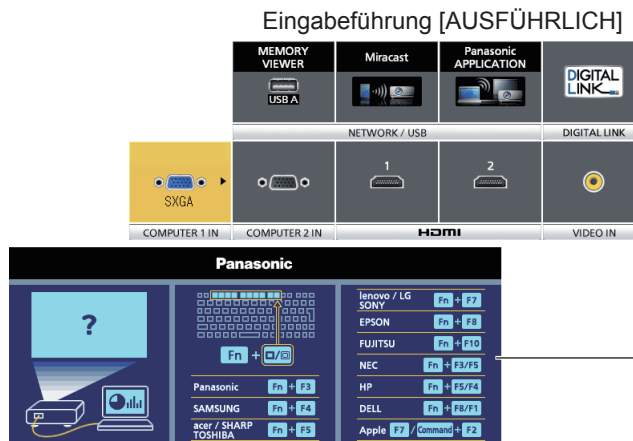 Eingabeführung [AUSFÜHRLICH]
MEMORY VIEWER
Miracast
Panasonic APPLICATION
USB A
DIGITAL LINK
NETWORK / USB
DIGITAL LINK
1
2
SXGA
COMPUTER 1 IN
COMPUTER 2 IN
HDMI
VIDEO IN
Panasonic
?
Fn +
Panasonic Fn + F3
SAMSUNG Fn + F4
acer / SHARP
TOSHIBA Fn + F5
lenovo / LG
SONY Fn + F7
EPSON Fn + F8
FUJITSU Fn + F10
NEC Fn + F3/F5
HP Fn + F5/F4
DELL Fn + F8/F1
Apple F7 / Command + F2